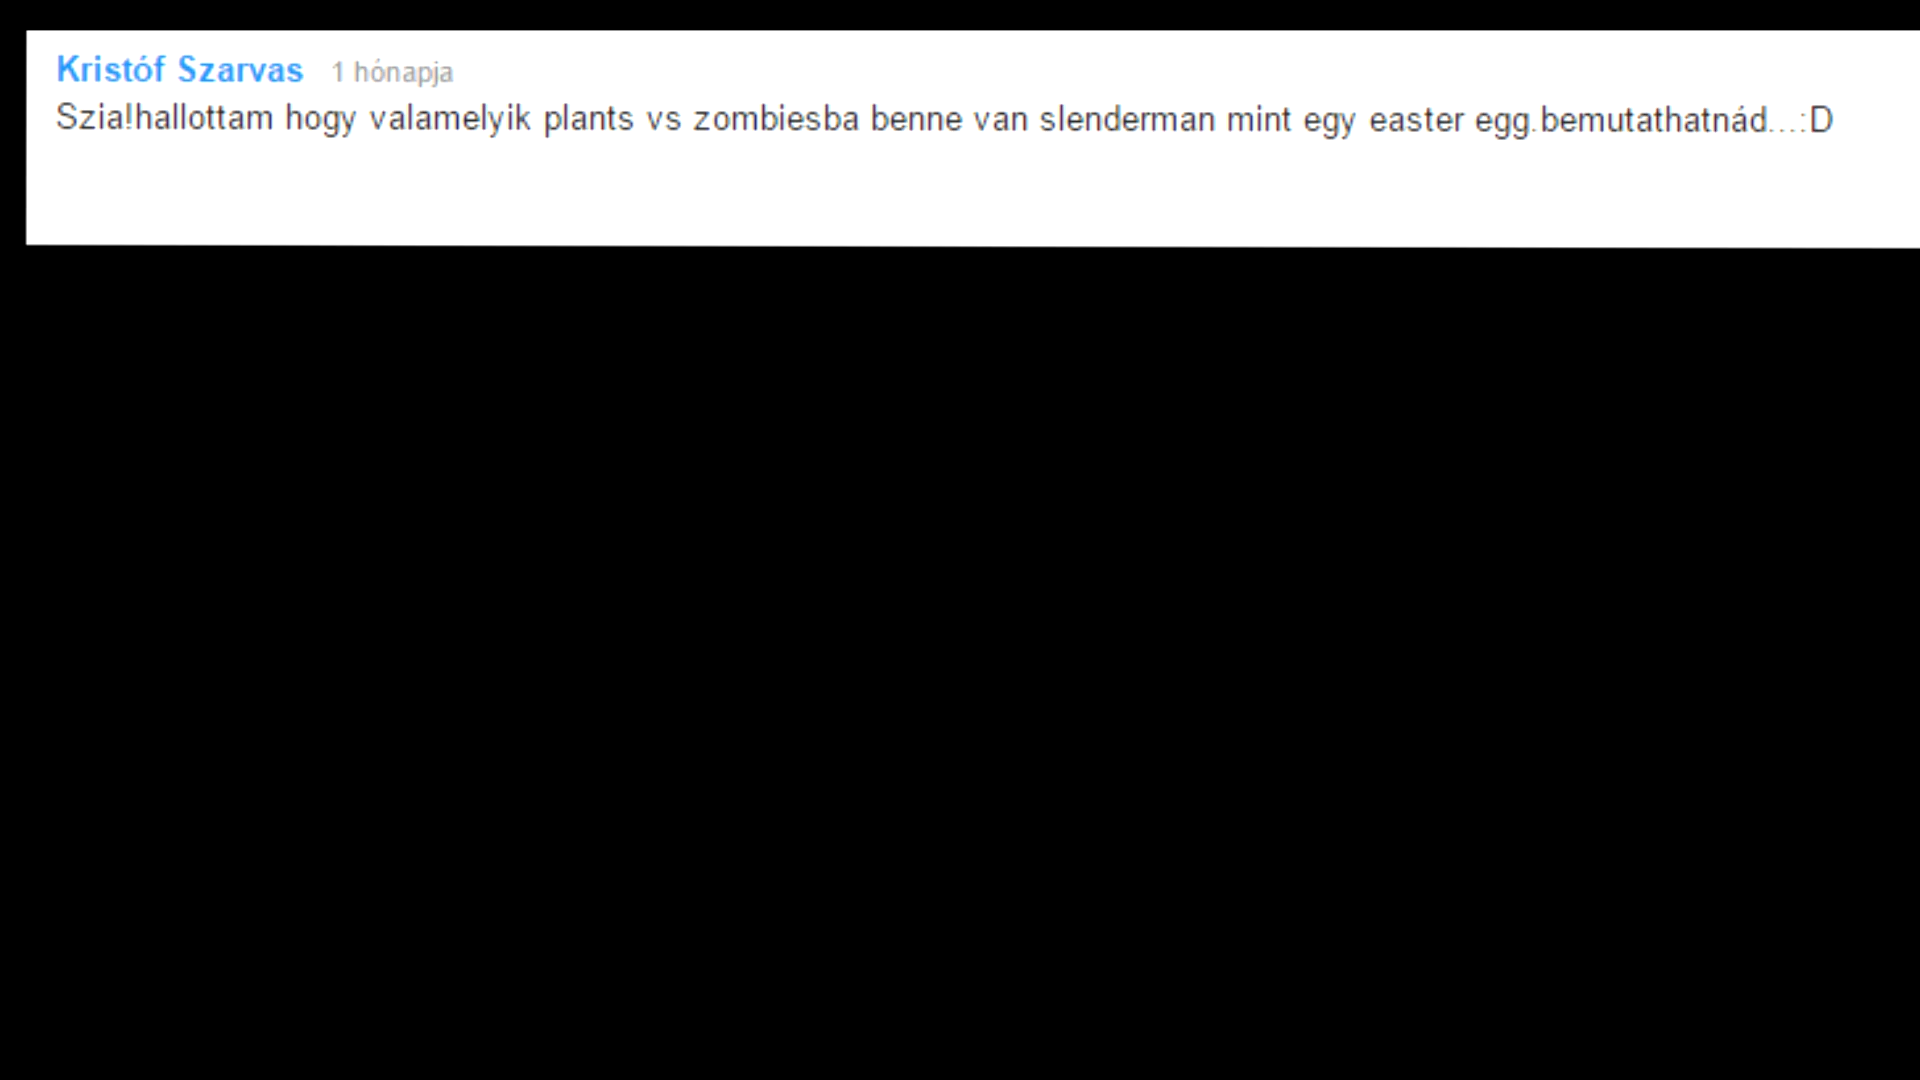 Kristóf Szarvas 1 hónapja
Szia!hallottam hogy valamelyik plants vs zombiesba benne van slenderman mint egy easter egg.bemutathatnád...:D